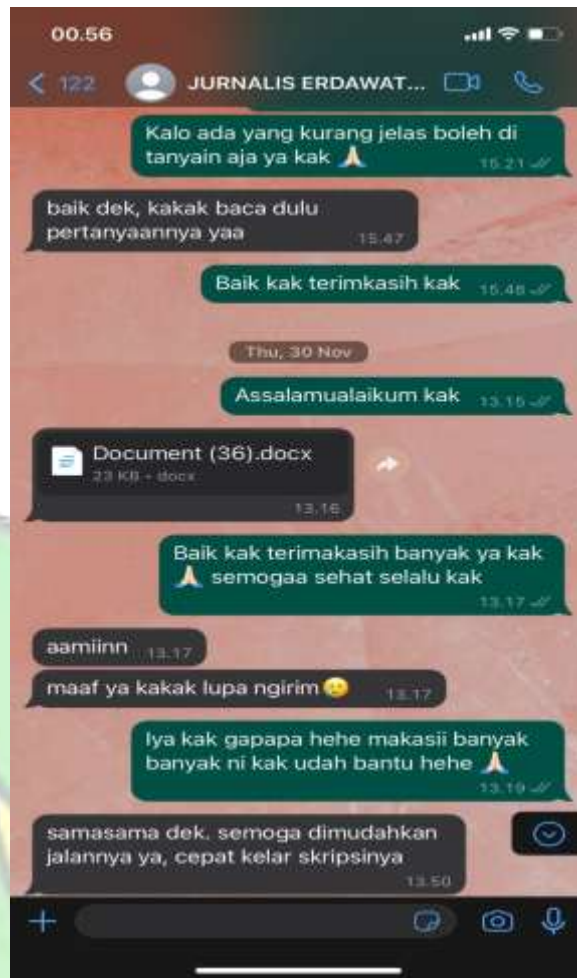 00.56
122 JURNALIS ERDAWAT...
Kalo ada yang kurang jelas boleh di
tanyain aja ya kak 🙏🏻
15.21
baik dek, kakak baca dulu
pertanyaannya yaa
15.47
Baik kak terimkasih kak 15.48
Thu, 30 Nov
Assalamualaikum kak 13.15
Document (36).docx
23 KB • docx
13.16
Baik kak terimakasih banyak ya kak
🙏🏻 semogaa sehat selalu kak
13.17
aamiinn 13.17
maaf ya kakak lupa ngirim🥲 13.17
Iya kak gapapa hehe makasii banyak
banyak ni kak udah bantu hehe 🙏🏻
13.19
samasama dek. semoga dimudahkan
jalannya ya, cepat kelar skripsinya
13.50